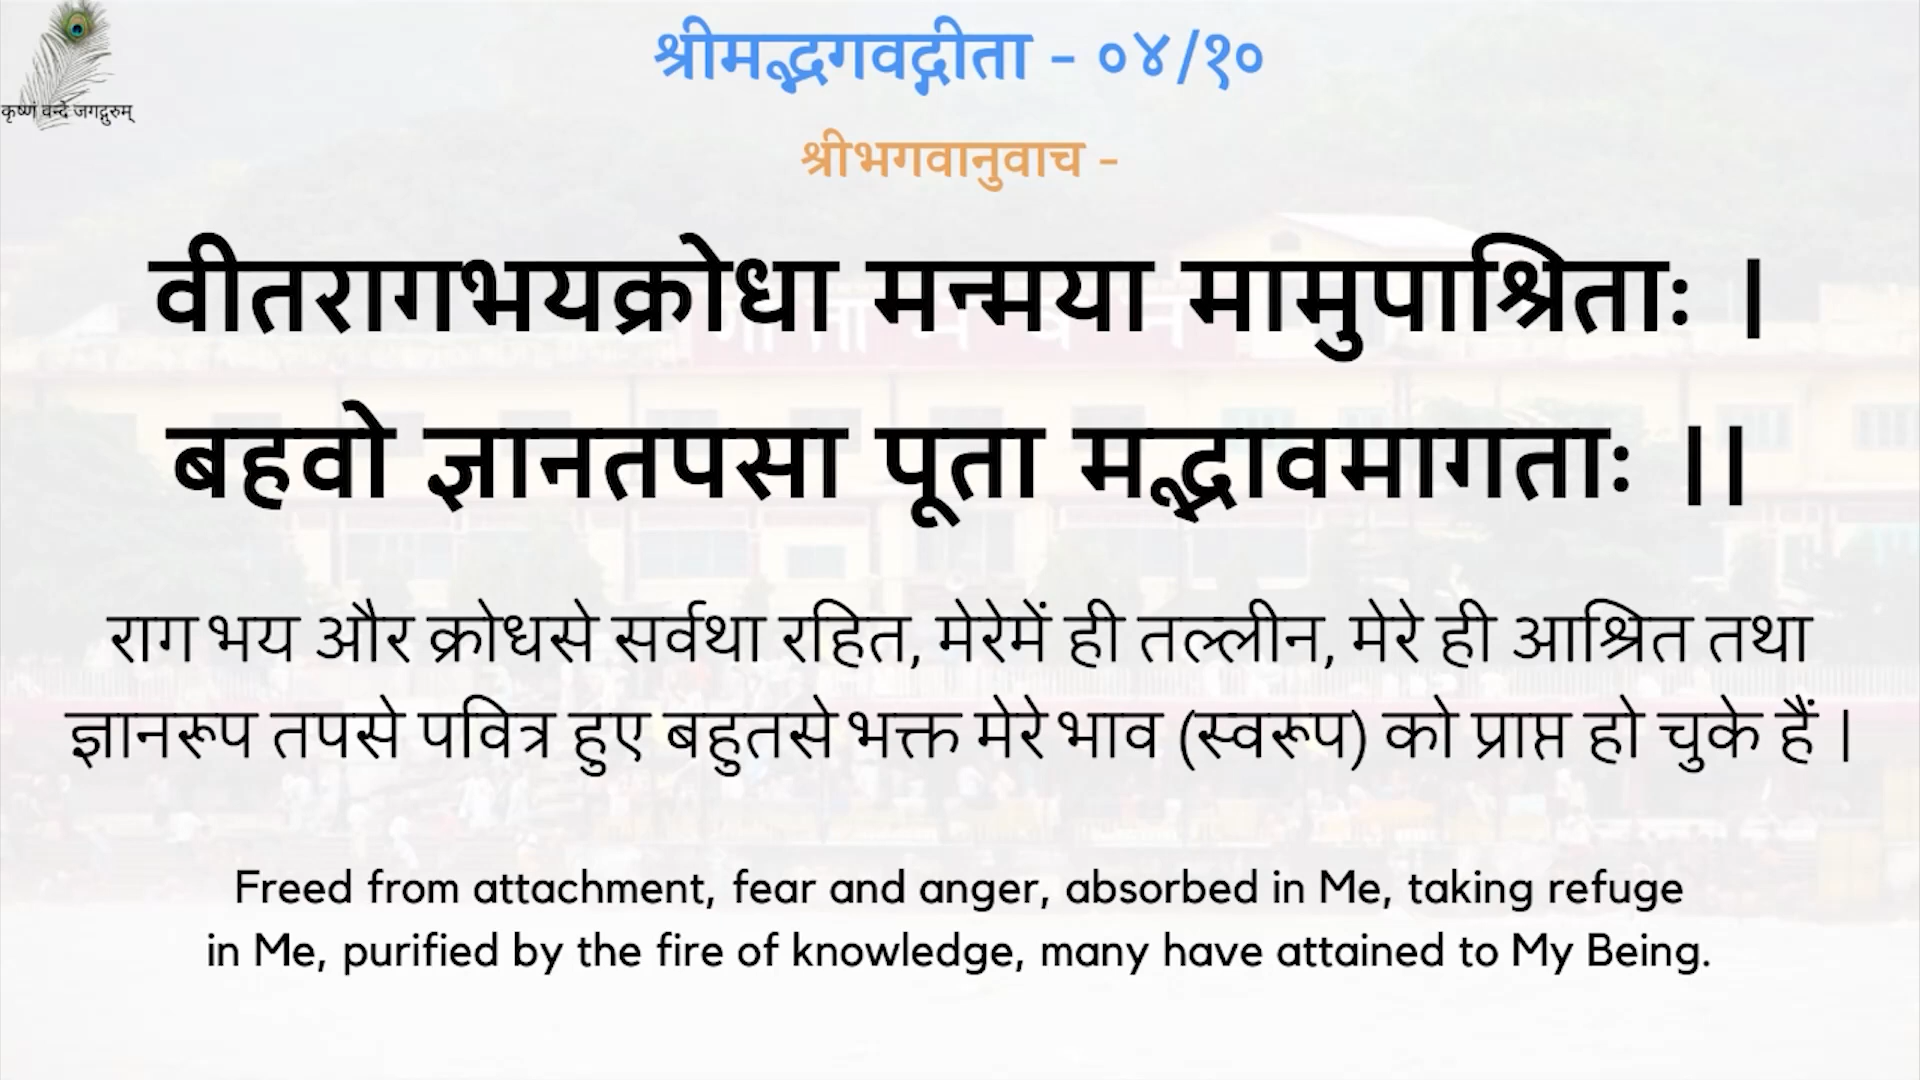 श्रीमद्भगवद्गीता - ०४/१०
कृष्णं वन्दे जगद्गुरुम्
श्रीभगवानुवाच -
वीतरागभयक्रोधा मन्मया मामुपाश्रिताः ।
बहवो ज्ञानतपसा पूता मद्भावमागताः ।।
राग भय और क्रोधसे सर्वथा रहित, मेरेमें ही तल्लीन, मेरे ही आश्रित तथा
ज्ञानरूप तपसे पवित्र हुए बहुतसे भक्त मेरे भाव (स्वरूप) को प्राप्त हो चुके हैं ।
Freed from attachment, fear and anger, absorbed in Me, taking refuge
in Me, purified by the fire of knowledge, many have attained to My Being.